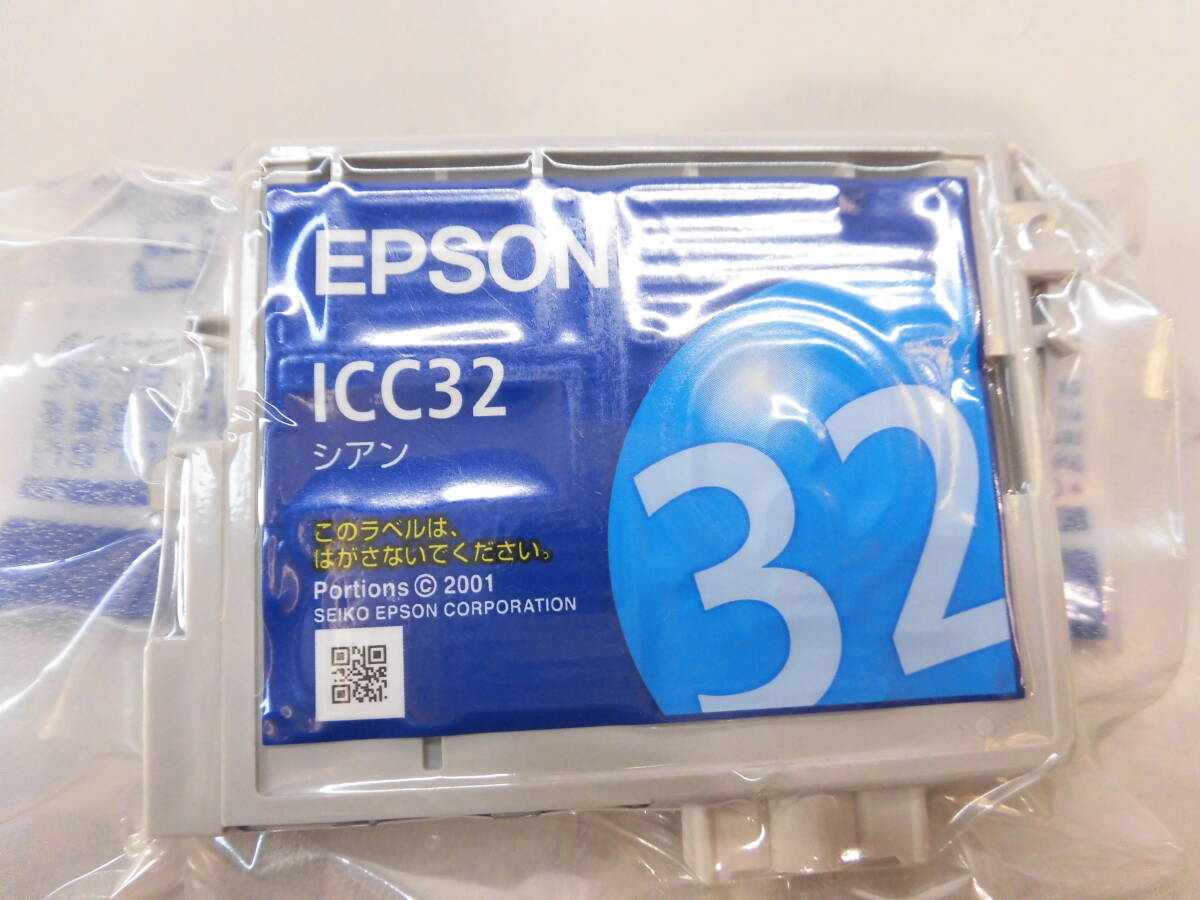 EPSON
ICC32
シアン
32
このラベルは、
はがさないでください。
Portions © 2001
SEIKO EPSON CORPORATION